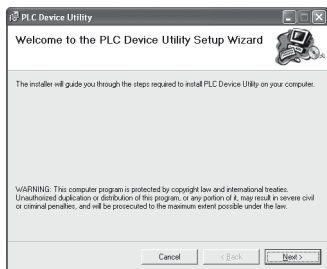 PLC Device Utility
Welcome to the PLC Device Utility Setup Wizard
The installer will guide you through the steps required to install PLC Device Utility on your computer.
WARNING: This computer program is protected by copyright law and international treaties.
Unauthorized duplication or distribution of this program, or any portion of it, may result in severe civil
or criminal penalties, and will be prosecuted to the maximum extent possible under the law.
Cancel
< Back
Next >